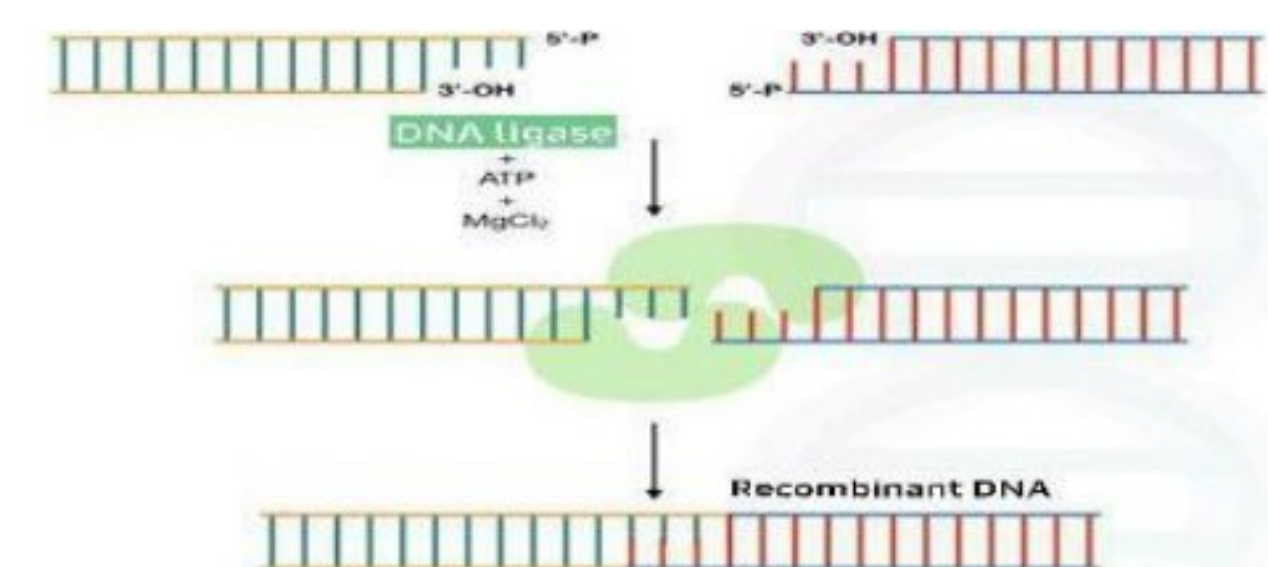 5'-P
3'-OH
3'-OH
5'-P
DNA ligase
+
ATP
+
MgCl₂
Recombinant DNA